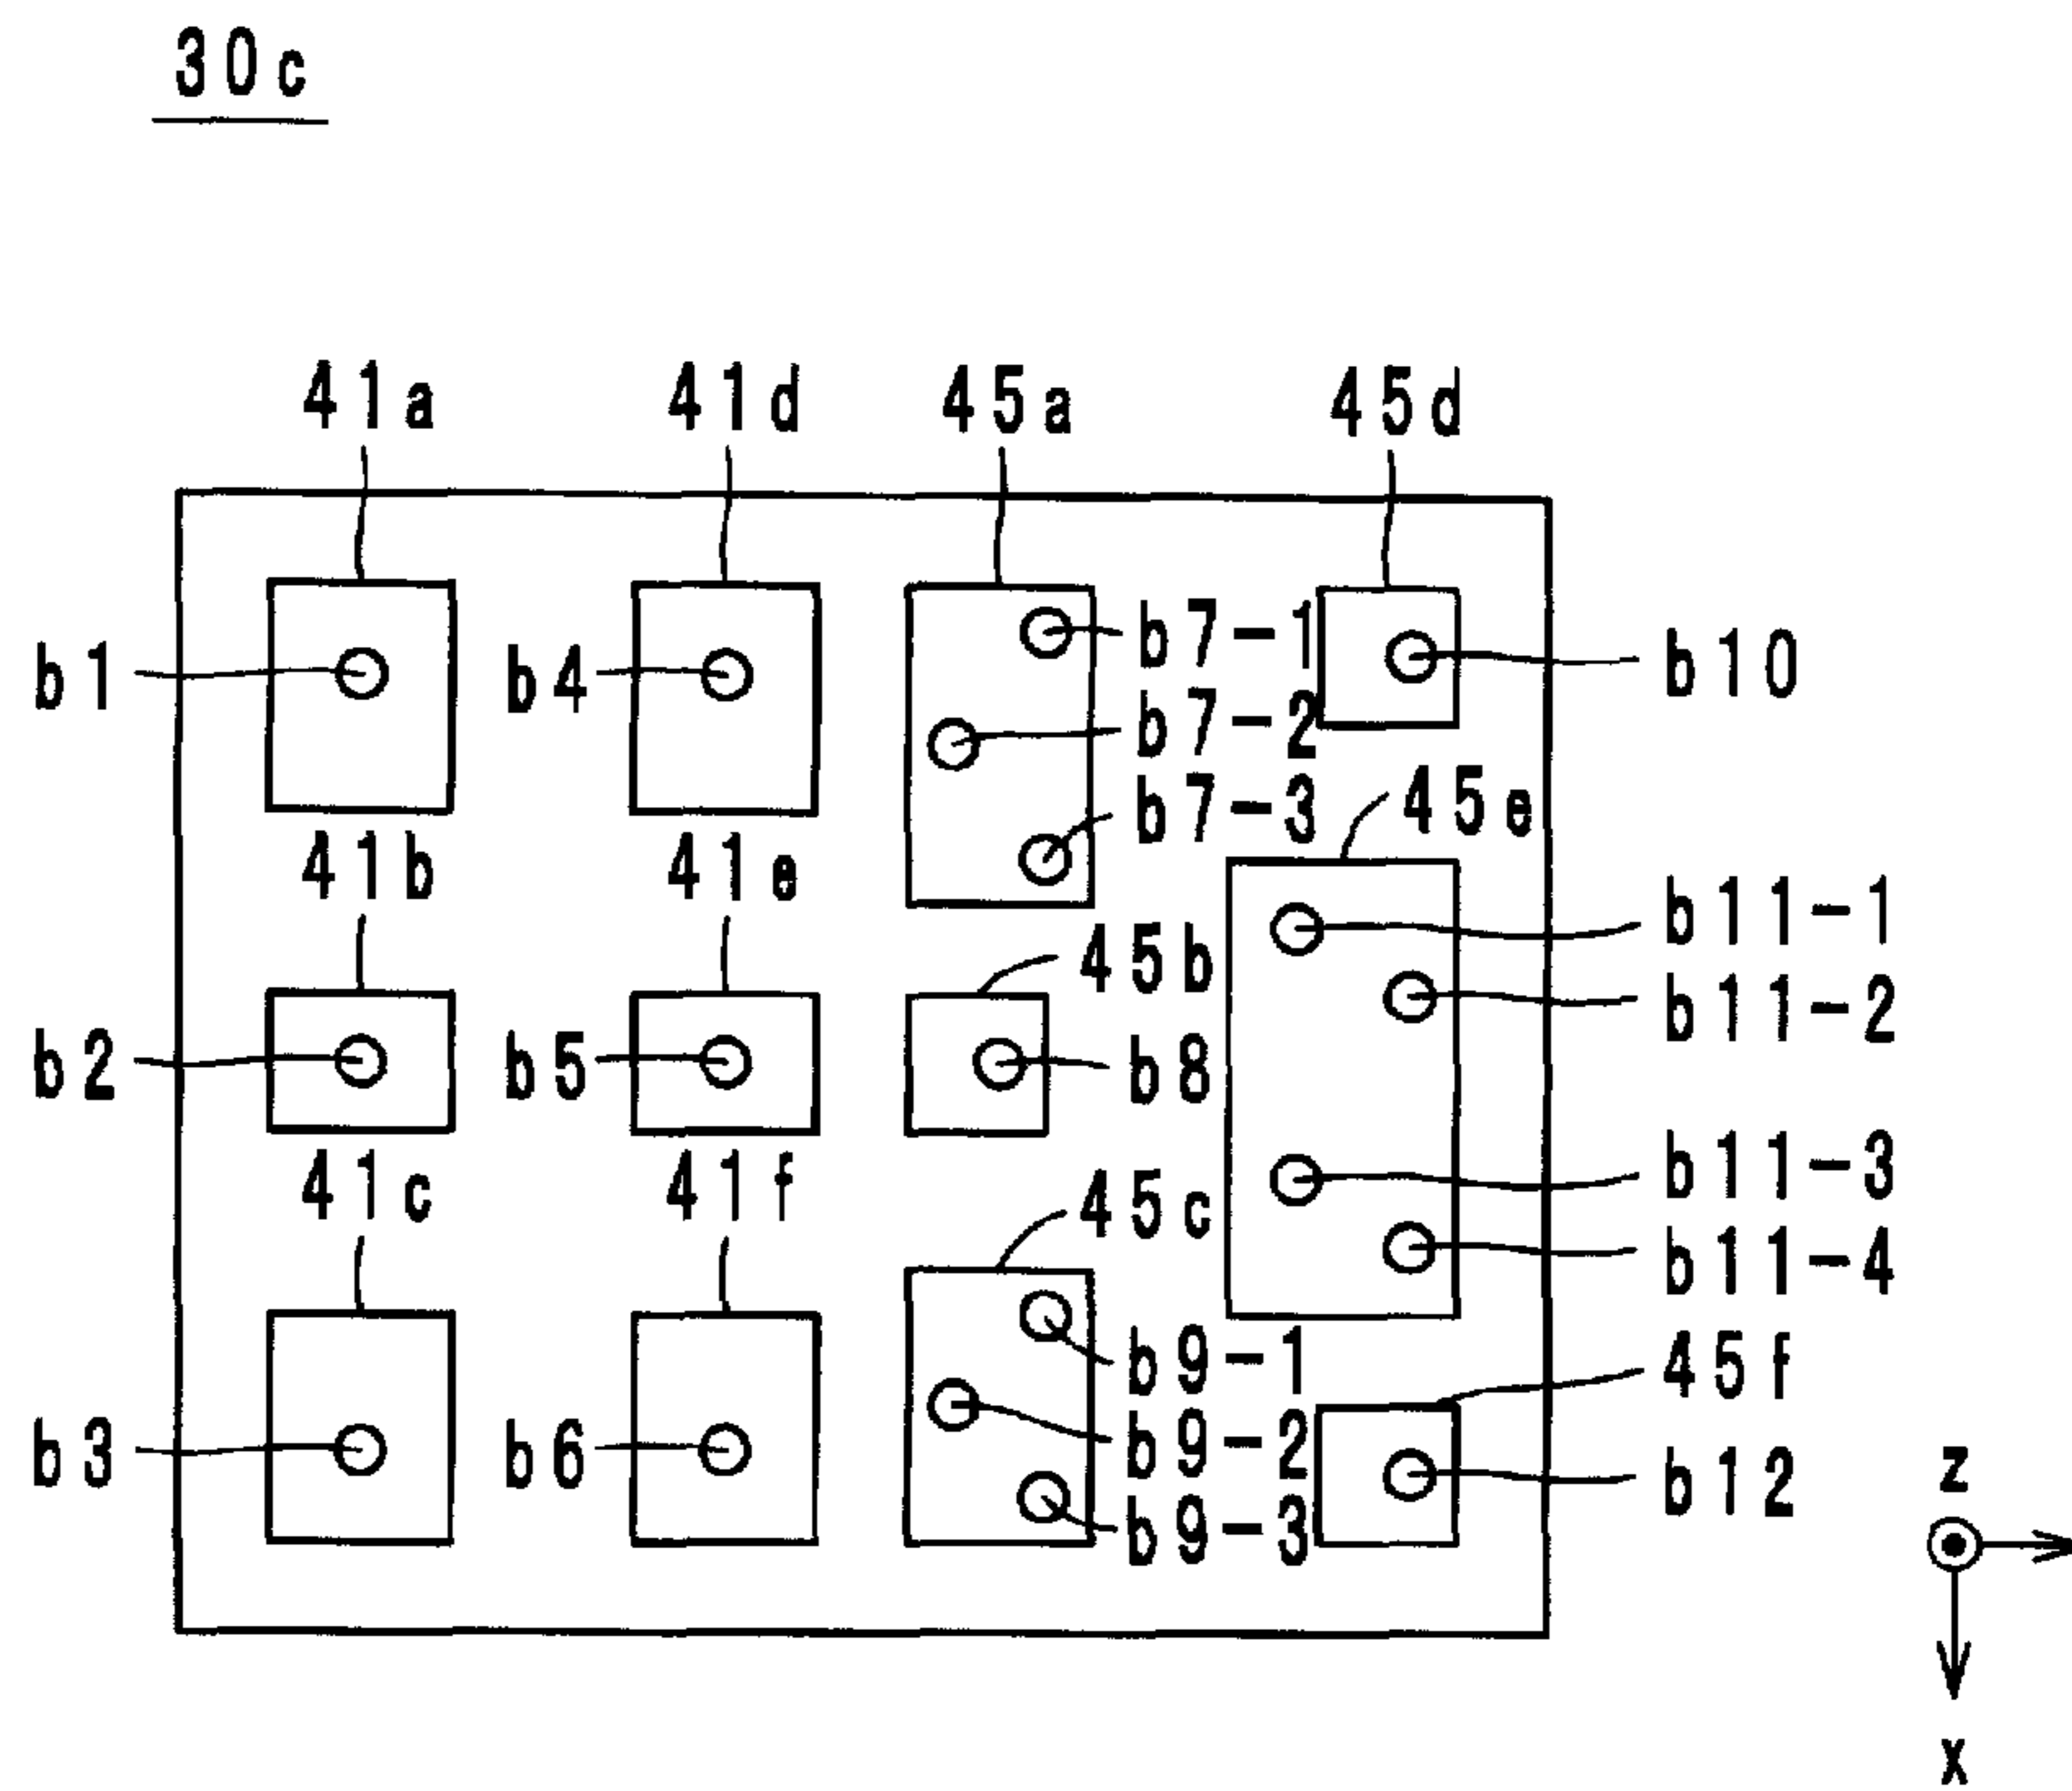 30c
41a 41d 45a 45d
b1 b4 b7-1 b10
b7-2
b7-3 45e
41b 41e
b11-1
45b
b11-2
b2 b5 b8
41c 41f 45c b11-3
b11-4
b9-1 45f
b3 b6 b9-2 b12 z
b9-3
x